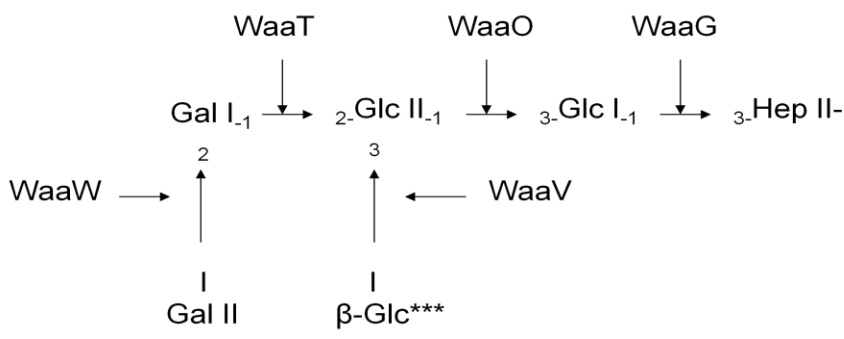 WaaT WaaO WaaG
Gal I-1 2-Glc II-1 3-Glc I-1 3-Hep II-
2 3
WaaW WaaV
I I
Gal II β-Glc***